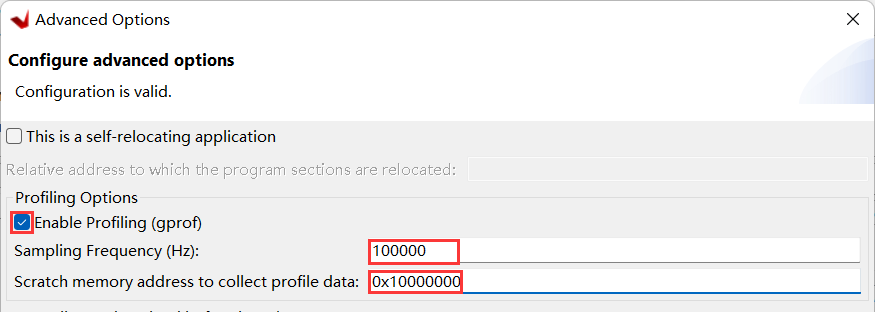 Advanced Options
Configure advanced options
Configuration is valid.
This is a self-relocating application
Relative address to which the program sections are relocated:
Profiling Options
Enable Profiling (gprof)
Sampling Frequency (Hz): 100000
Scratch memory address to collect profile data: 0x10000000